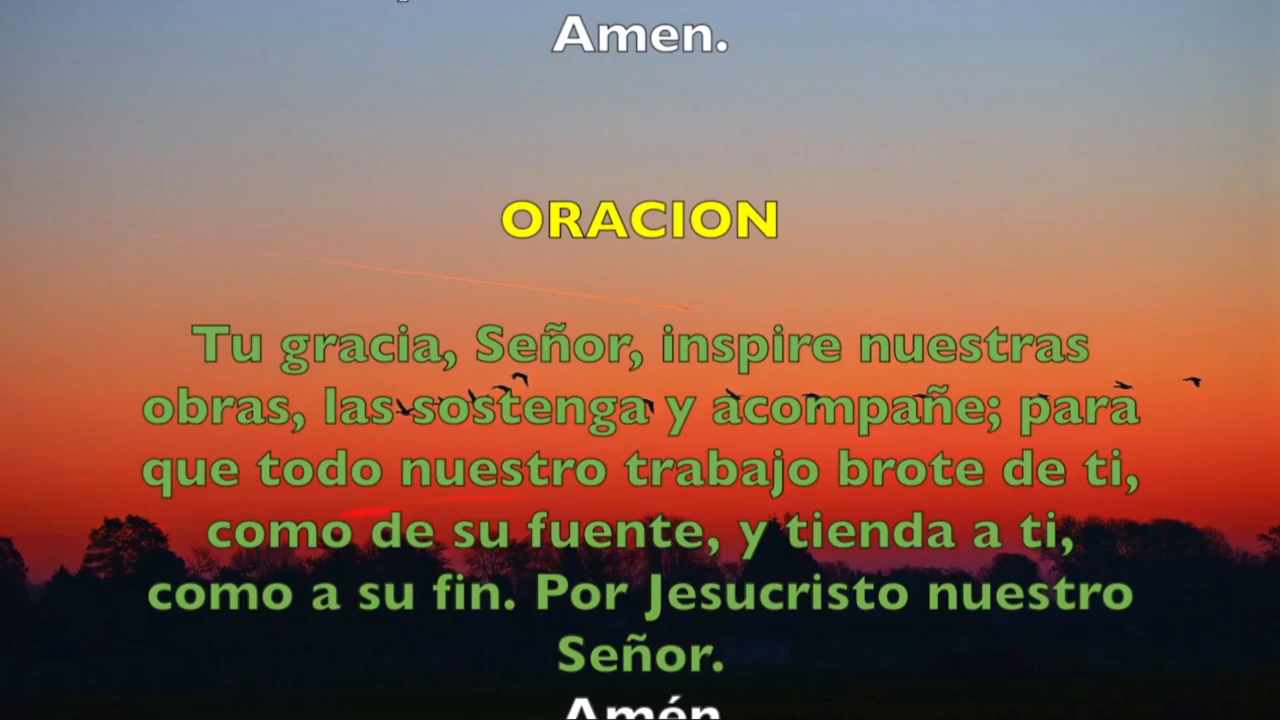 Amen.
ORACION
Tu gracia, Señor, inspire nuestras
obras, las sostenga y acompañe; para
que todo nuestro trabajo brote de ti,
como de su fuente, y tienda a ti,
como a su fin. Por Jesucristo nuestro
Señor.
Amén